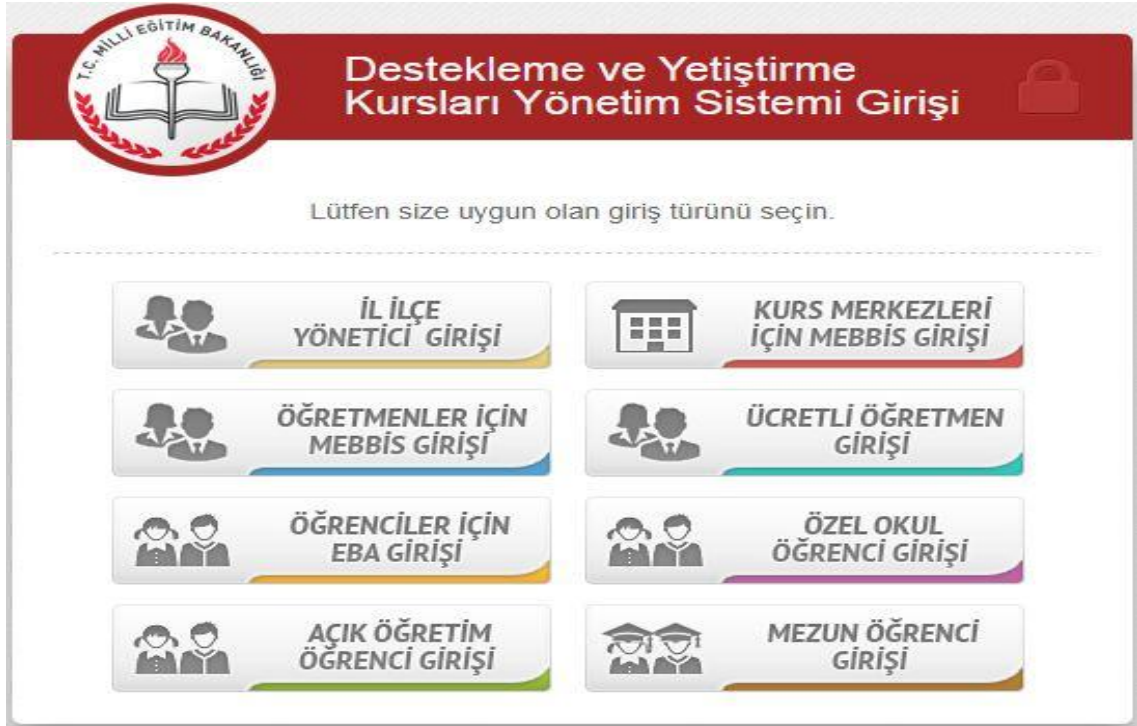 T.C. MİLLİ EĞİTİM BAKANLIĞI
Destekleme ve Yetiştirme
Kursları Yönetim Sistemi Girişi
Lütfen size uygun olan giriş türünü seçin.
İL İLÇE
YÖNETİCİ GİRİŞİ
KURS MERKEZLERİ
İÇİN MEBBİS GİRİŞİ
ÖĞRETMENLER İÇİN
MEBBİS GİRİŞİ
ÜCRETLİ ÖĞRETMEN
GİRİŞİ
ÖĞRENCİLER İÇİN
EBA GİRİŞİ
ÖZEL OKUL
ÖĞRENCİ GİRİŞİ
AÇIK ÖĞRETİM
ÖĞRENCİ GİRİŞİ
MEZUN ÖĞRENCİ
GİRİŞİ